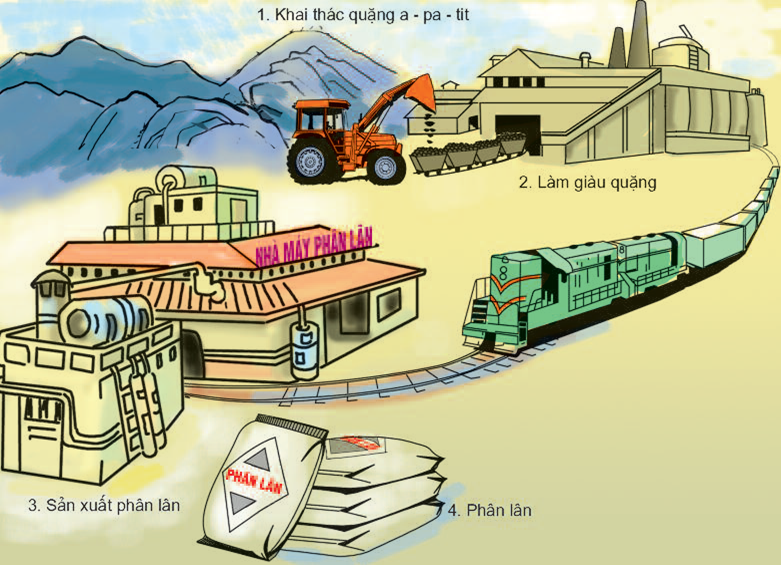 1. Khai thác quặng a - pa - tit
2. Làm giàu quặng
NHÀ MÁY PHÂN LÂN
3. Sản xuất phân lân
PHÂN LÂN
4. Phân lân